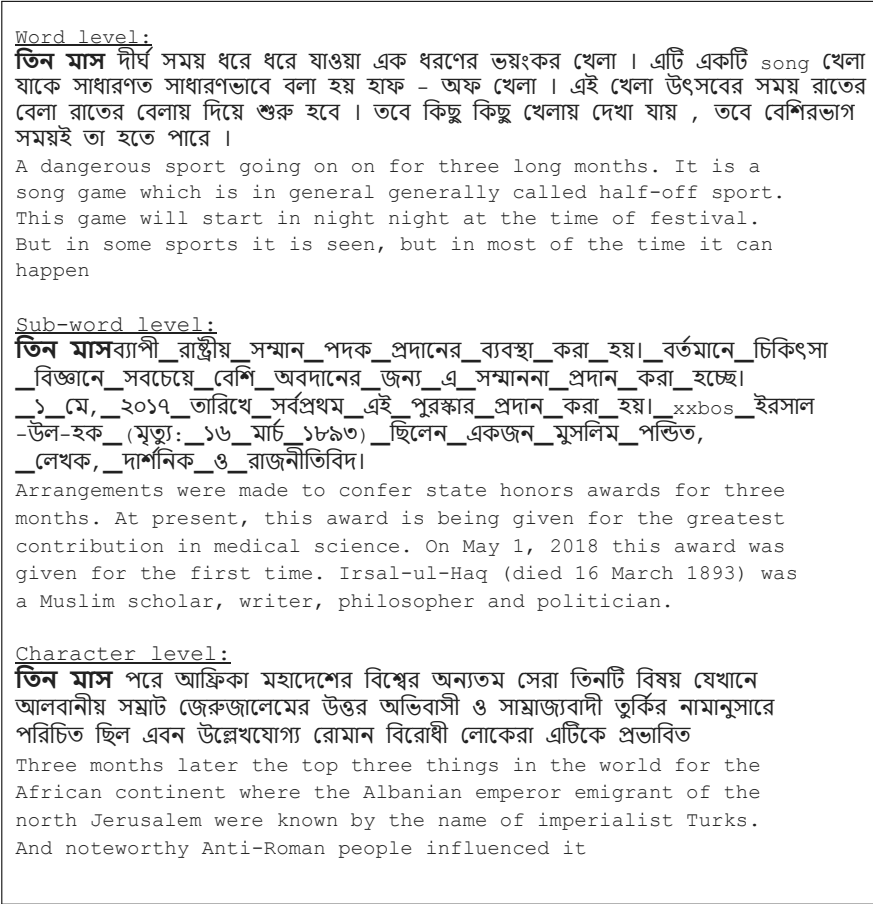 Word level:
তিন মাস দীর্ঘ সময় ধরে ধরে যাওয়া এক ধরণের ভয়ংকর খেলা । এটি একটি song খেলা
যাকে সাধারণত সাধারণভাবে বলা হয় হাফ - অফ খেলা । এই খেলা উৎসবের সময় রাতের
বেলা রাতের বেলায় দিয়ে শুরু হবে । তবে কিছু কিছু খেলায় দেখা যায় , তবে বেশিরভাগ
সময়ই তা হতে পারে ।
A dangerous sport going on on for three long months. It is a
song game which is in general generally called half-off sport.
This game will start in night night at the time of festival.
But in some sports it is seen, but in most of the time it can
happen
Sub-word level:
তিন মাসব্যাপী_রাষ্ট্রীয়_সম্মান_পদক_প্রদানের_ব্যবস্থা_করা_হয়।_বর্তমানে_চিকিৎসা
_বিজ্ঞানে_সবচেয়ে_বেশি_অবদানের_জন্য_এ_সম্মাননা_প্রদান_করা_হচ্ছে।
_১_মে,_২০১৭_তারিখে_সর্বপ্রথম_এই_পুরস্কার_প্রদান_করা_হয়।_xxbos_ইরসাল
-উল-হক_(মৃত্যু:_১৬_মার্চ_১৮৯৩)_ছিলেন_একজন_মুসলিম_পন্ডিত,
_লেখক,_দার্শনিক_ও_রাজনীতিবিদ।
Arrangements were made to confer state honors awards for three
months. At present, this award is being given for the greatest
contribution in medical science. On May 1, 2018 this award was
given for the first time. Irsal-ul-Haq (died 16 March 1893) was
a Muslim scholar, writer, philosopher and politician.
Character level:
তিন মাস পরে আফ্রিকা মহাদেশের বিশ্বের অন্যতম সেরা তিনটি বিষয় যেখানে
আলবানীয় সম্রাট জেরুজালেমের উত্তর অভিবাসী ও সাম্রাজ্যবাদী তুর্কির নামানুসারে
পরিচিত ছিল এবন উল্লেখযোগ্য রোমান বিরোধী লোকেরা এটিকে প্রভাবিত
Three months later the top three things in the world for the
African continent where the Albanian emperor emigrant of the
north Jerusalem were known by the name of imperialist Turks.
And noteworthy Anti-Roman people influenced it